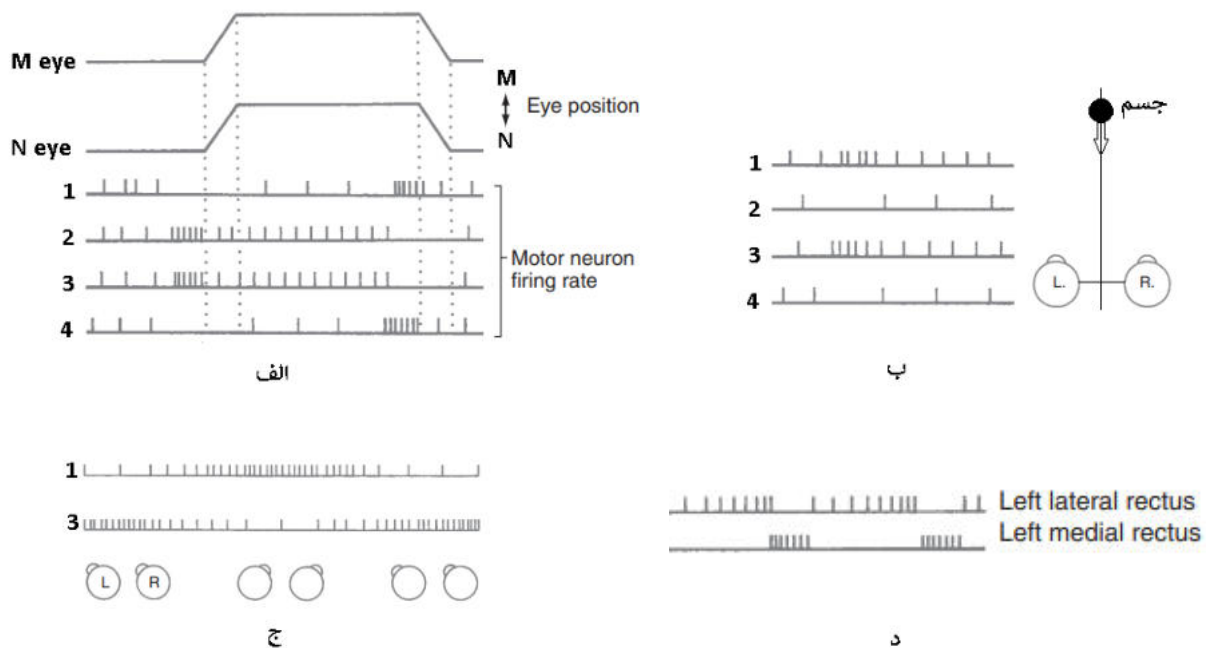 M eye
M
Eye position
N
N eye
1
2
3
4
Motor neuron
firing rate
الف
جسم
1
2
3
4
L.
R.
ب
1
3
L
R
ج
Left lateral rectus
Left medial rectus
د